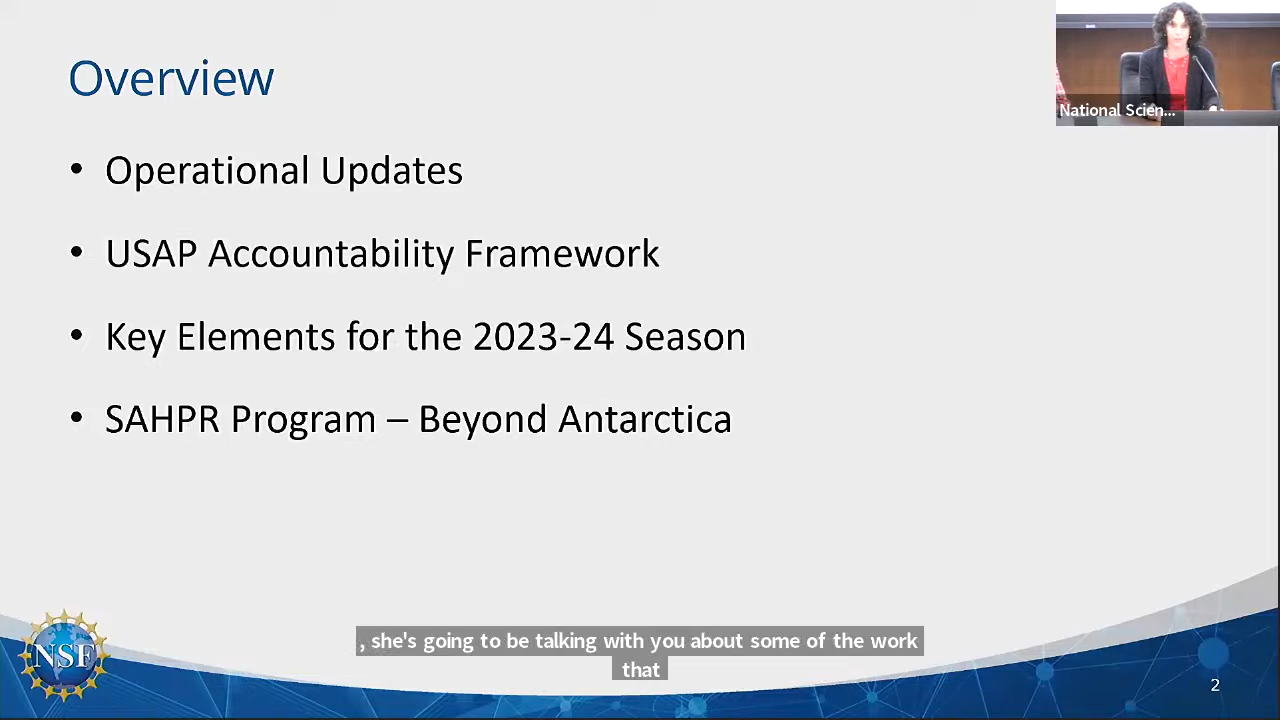 Overview
National Scien...
• Operational Updates
• USAP Accountability Framework
• Key Elements for the 2023-24 Season
• SAHPR Program – Beyond Antarctica
NSF
, she's going to be talking with you about some of the work
that
2